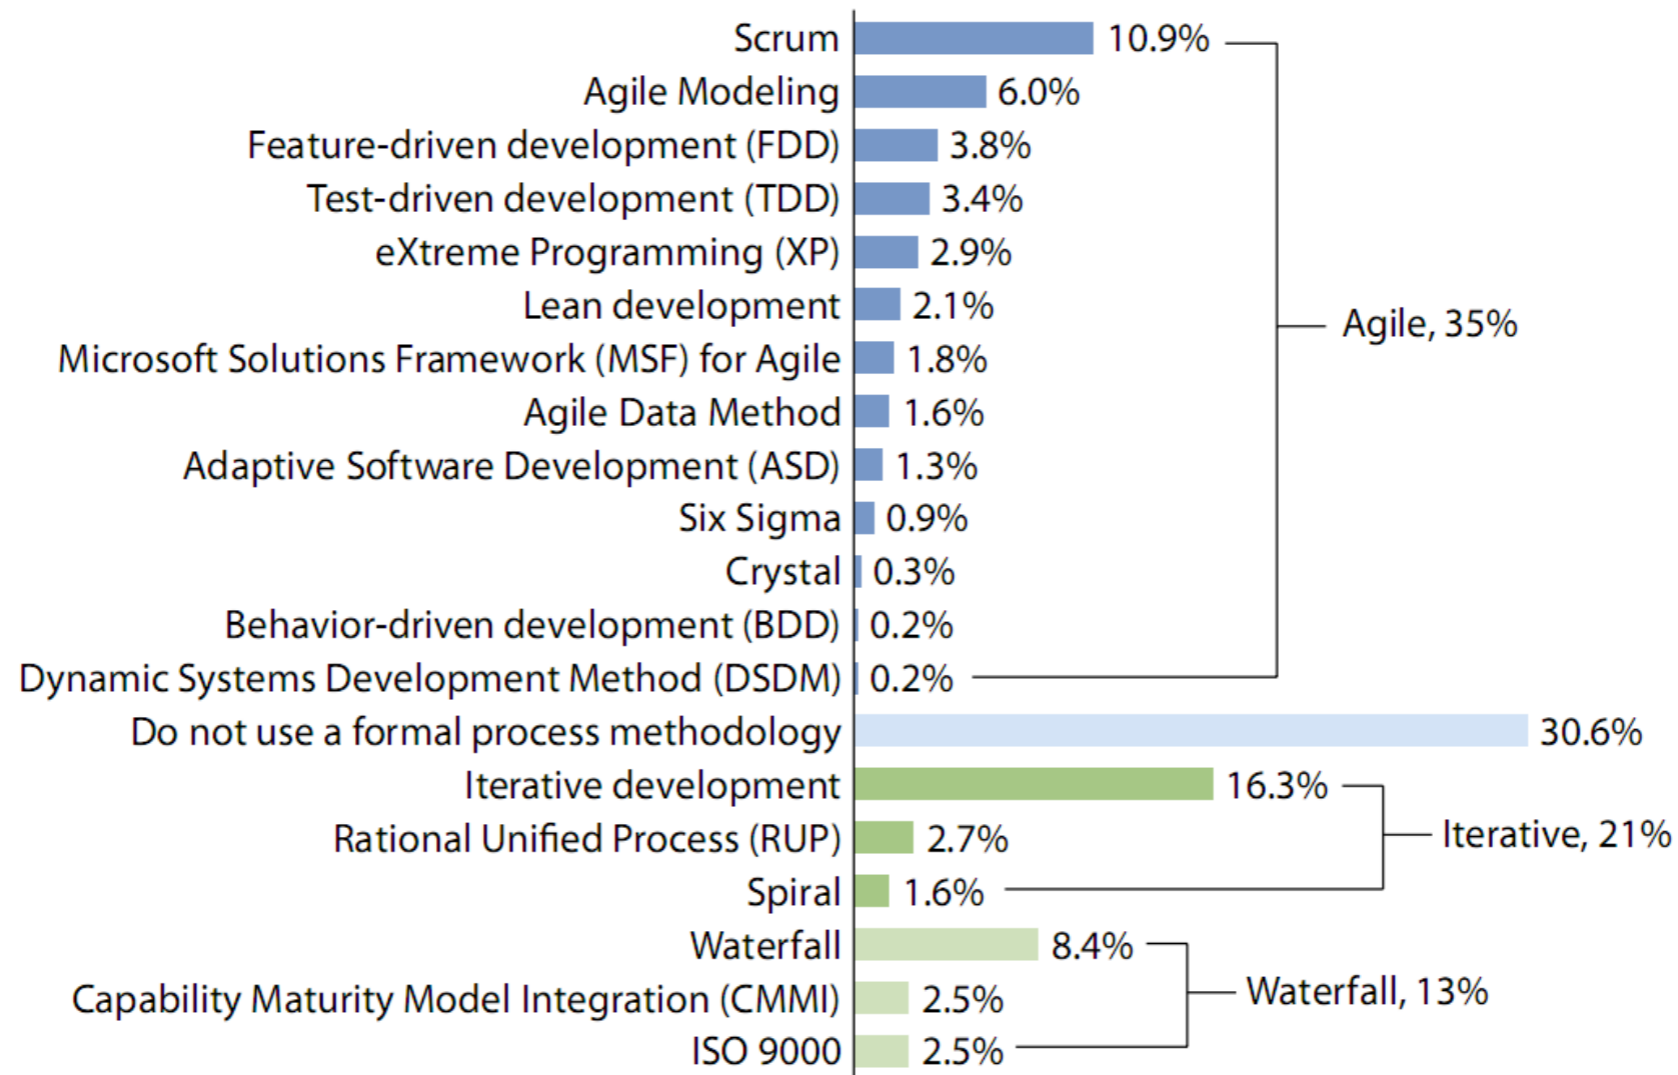 Scrum 10.9%
Agile Modeling 6.0%
Feature-driven development (FDD) 3.8%
Test-driven development (TDD) 3.4%
eXtreme Programming (XP) 2.9%
Lean development 2.1%
Agile, 35%
Microsoft Solutions Framework (MSF) for Agile 1.8%
Agile Data Method 1.6%
Adaptive Software Development (ASD) 1.3%
Six Sigma 0.9%
Crystal 0.3%
Behavior-driven development (BDD) 0.2%
Dynamic Systems Development Method (DSDM) 0.2%
Do not use a formal process methodology 30.6%
Iterative development 16.3%
Rational Unified Process (RUP) 2.7%
Iterative, 21%
Spiral 1.6%
Waterfall 8.4%
Capability Maturity Model Integration (CMMI) 2.5%
Waterfall, 13%
ISO 9000 2.5%